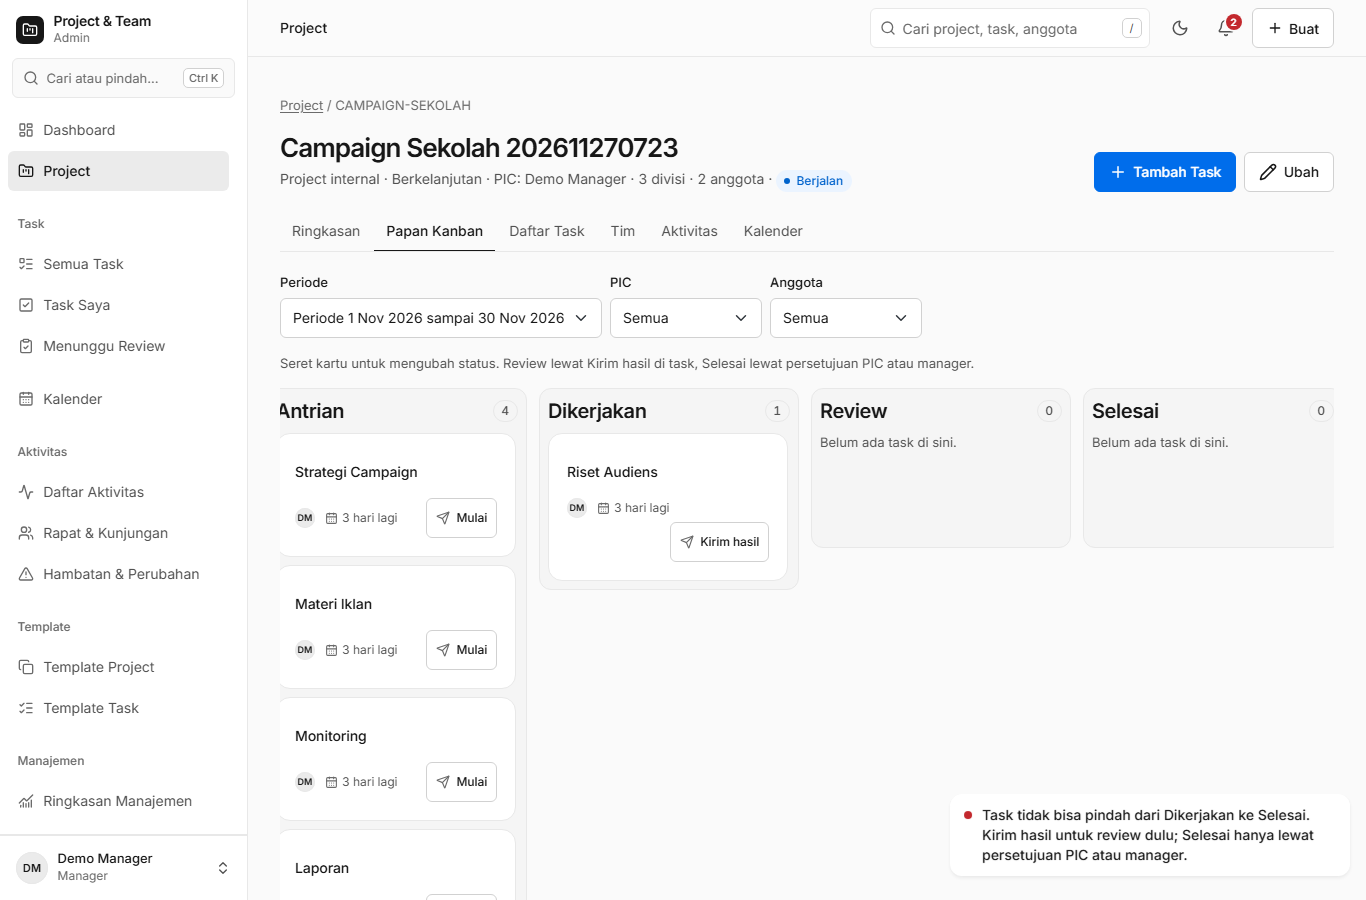 Project & Team
Admin
Cari atau pindah...
Ctrl K
Dashboard
Project
Task
Semua Task
Task Saya
Menunggu Review
Kalender
Aktivitas
Daftar Aktivitas
Rapat & Kunjungan
Hambatan & Perubahan
Template
Template Project
Template Task
Manajemen
Ringkasan Manajemen
DM
Demo Manager
Manager
Project
Cari project, task, anggota
/
2
Buat
Project / CAMPAIGN-SEKOLAH
Campaign Sekolah 202611270723
Project internal · Berkelanjutan · PIC: Demo Manager · 3 divisi · 2 anggota · Berjalan
Tambah Task
Ubah
Ringkasan
Papan Kanban
Daftar Task
Tim
Aktivitas
Kalender
Periode
Periode 1 Nov 2026 sampai 30 Nov 2026
PIC
Semua
Anggota
Semua
Seret kartu untuk mengubah status. Review lewat Kirim hasil di task, Selesai lewat persetujuan PIC atau manager.
Antrian
4
Strategi Campaign
DM
3 hari lagi
Mulai
Materi Iklan
DM
3 hari lagi
Mulai
Monitoring
DM
3 hari lagi
Mulai
Laporan
Dikerjakan
1
Riset Audiens
DM
3 hari lagi
Kirim hasil
Review
0
Belum ada task di sini.
Selesai
0
Belum ada task di sini.
Task tidak bisa pindah dari Dikerjakan ke Selesai.
Kirim hasil untuk review dulu; Selesai hanya lewat
persetujuan PIC atau manager.